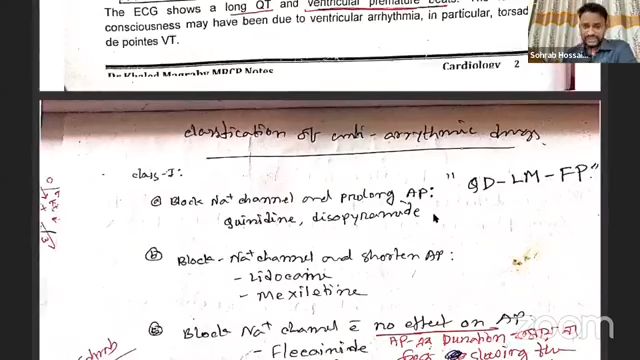 The ECG shows a long QT and ventricular premature beats. The
consciousness may have been due to ventricular arrhythmia, in particular, torsad
de pointes VT.
Dr Khaled Magraby MRCP Notes
Cardiology 2
Sohrab Hossai...
classification of anti-arrythmic drugs.
class-I:
ⓐ Block Na+ channel and prolong AP: "QD-LM-FP."
Quinidine, disopyramide
ⓑ Block Na+ channel and shorten AP:
- Lidocaine
- Mexiletine
Block Na+ channel c̄ no effect on AP
- Flecainide
AP-এর Duration
zoom